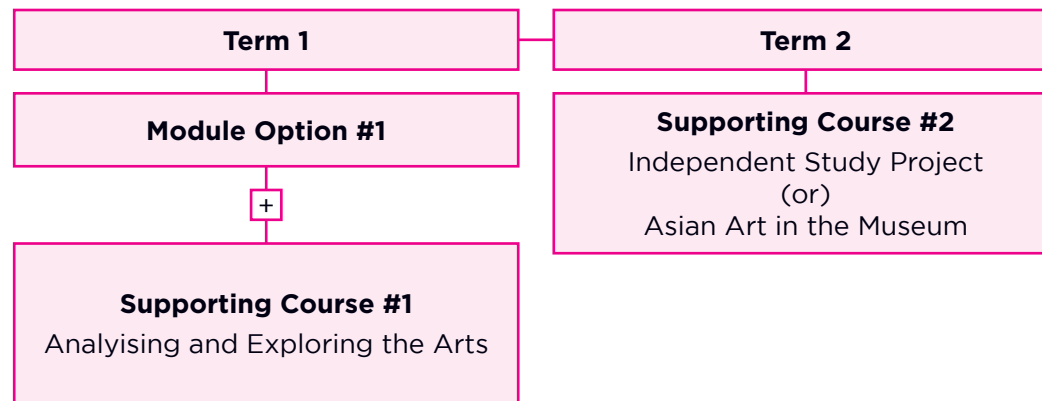 Term 1
Module Option #1
+
Supporting Course #1
Analyising and Exploring the Arts
Term 2
Supporting Course #2
Independent Study Project
(or)
Asian Art in the Museum